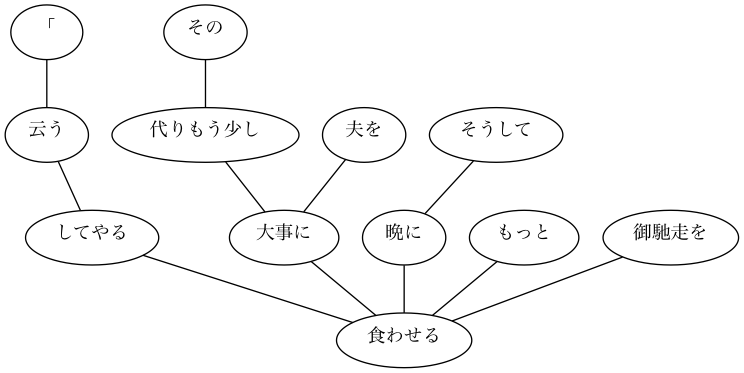 「
その
云う
代りもう少し
夫を
そうして
してやる
大事に
晩に
もっと
御馳走を
食わせる